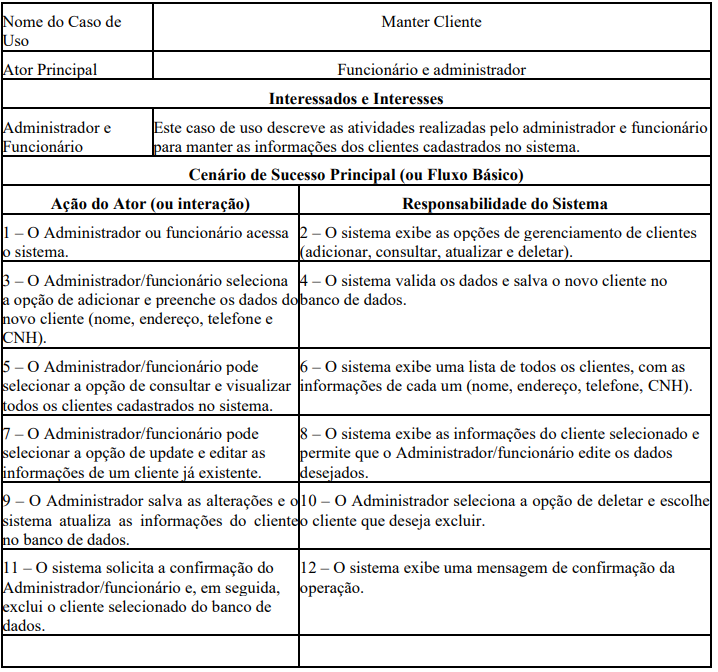 Nome do Caso de
Uso
Manter Cliente
Ator Principal
Funcionário e administrador
Interessados e Interesses
Administrador e
Funcionário
Este caso de uso descreve as atividades realizadas pelo administrador e funcionário
para manter as informações dos clientes cadastrados no sistema.
Cenário de Sucesso Principal (ou Fluxo Básico)
Ação do Ator (ou interação)
Responsabilidade do Sistema
1 – O Administrador ou funcionário acessa
o sistema.
2 – O sistema exibe as opções de gerenciamento de clientes
(adicionar, consultar, atualizar e deletar).
3 – O Administrador/funcionário seleciona
a opção de adicionar e preenche os dados do
novo cliente (nome, endereço, telefone e
CNH).
4 – O sistema valida os dados e salva o novo cliente no
banco de dados.
5 – O Administrador/funcionário pode
selecionar a opção de consultar e visualizar
todos os clientes cadastrados no sistema.
6 – O sistema exibe uma lista de todos os clientes, com as
informações de cada um (nome, endereço, telefone, CNH).
7 – O Administrador/funcionário pode
selecionar a opção de update e editar as
informações de um cliente já existente.
8 – O sistema exibe as informações do cliente selecionado e
permite que o Administrador/funcionário edite os dados
desejados.
9 – O Administrador salva as alterações e o
sistema atualiza as informações do cliente
no banco de dados.
10 – O Administrador seleciona a opção de deletar e escolhe
o cliente que deseja excluir.
11 – O sistema solicita a confirmação do
Administrador/funcionário e, em seguida,
exclui o cliente selecionado do banco de
dados.
12 – O sistema exibe uma mensagem de confirmação da
operação.